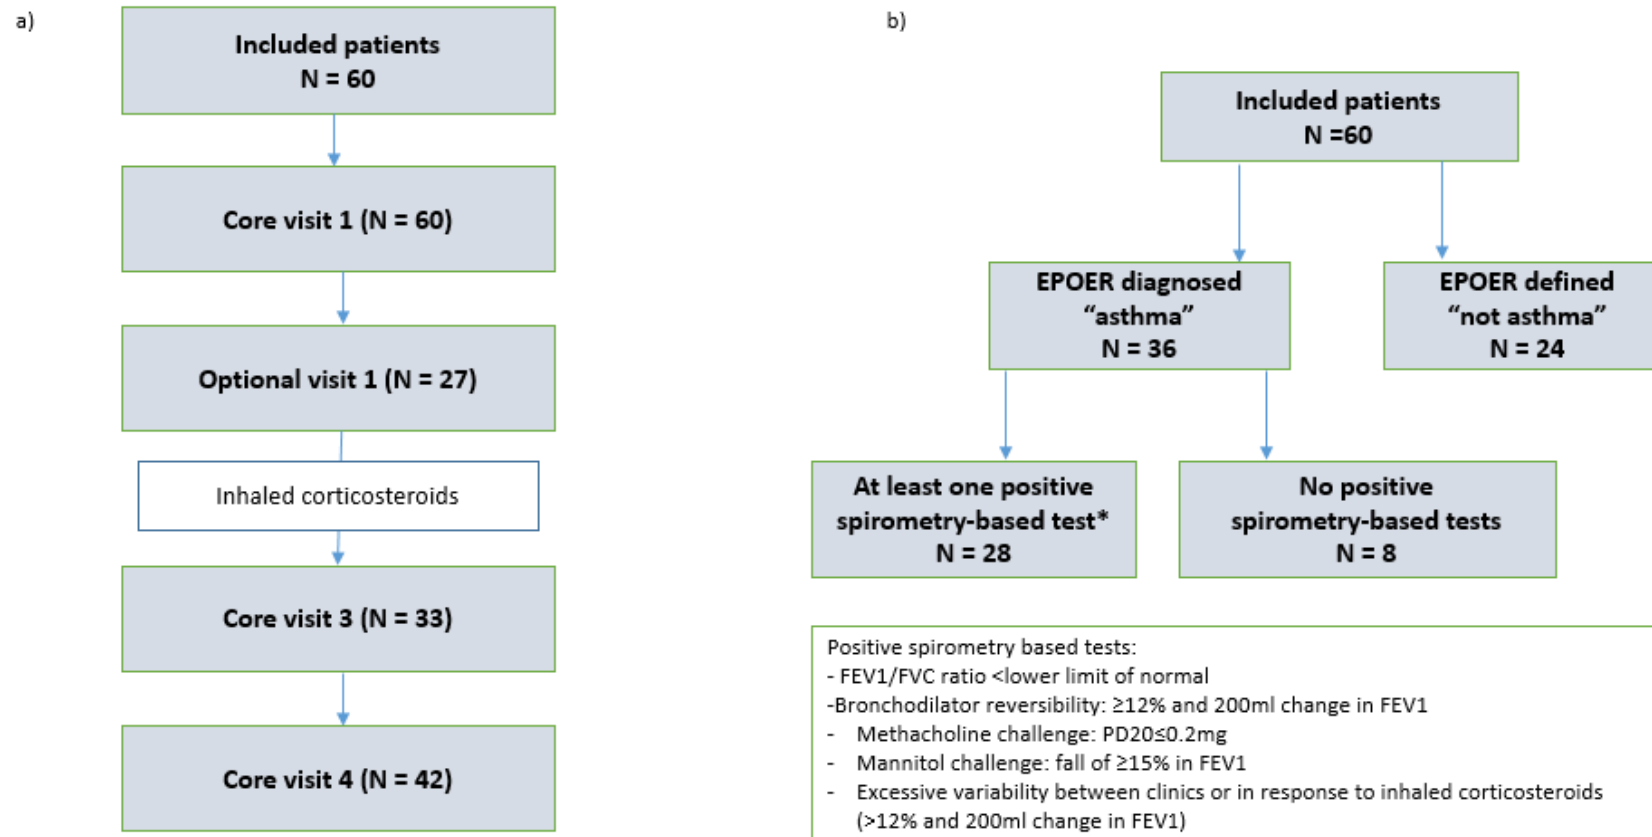 a)
Included patients
N = 60
Core visit 1 (N = 60)
Optional visit 1 (N = 27)
Inhaled corticosteroids
Core visit 3 (N = 33)
Core visit 4 (N = 42)
b)
Included patients
N =60
EPOER diagnosed
“asthma”
N = 36
EPOER defined
“not asthma”
N = 24
At least one positive
spirometry-based test*
N = 28
No positive
spirometry-based tests
N = 8
Positive spirometry based tests:
- FEV1/FVC ratio <lower limit of normal
-Bronchodilator reversibility: ≥12% and 200ml change in FEV1
- Methacholine challenge: PD20≤0.2mg
- Mannitol challenge: fall of ≥15% in FEV1
- Excessive variability between clinics or in response to inhaled corticosteroids
(>12% and 200ml change in FEV1)